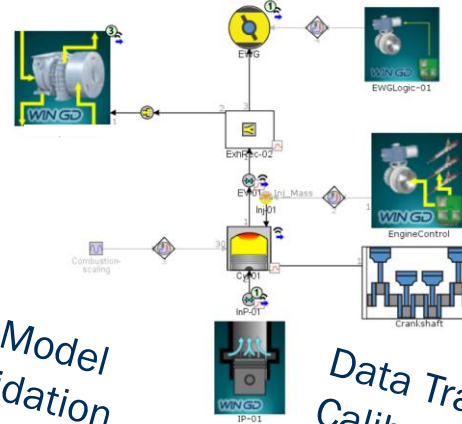 EWG
WIN GD
EWGLogic-01
WIN GD
ExhRec-02
EV-01
Inj_Mass
Inj-01
WIN GD
EngineControl
Combustion-
scaling
Cyl-01
Crankshaft
InP-01
WIN GD
IP-01
Model
Data